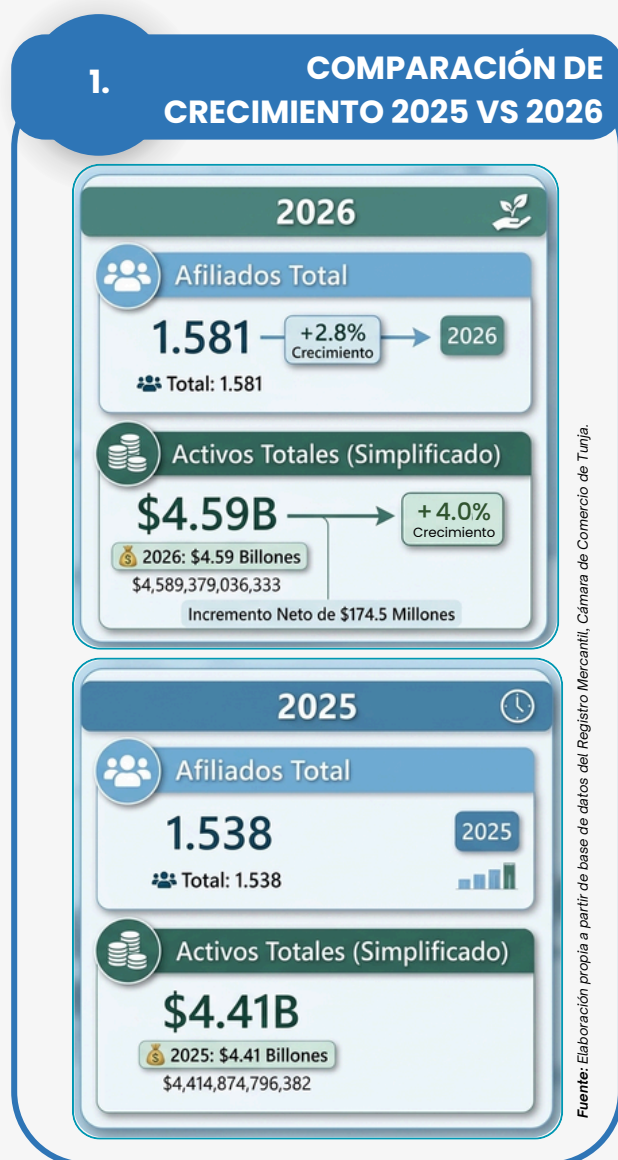 1.
COMPARACIÓN DE
CRECIMIENTO 2025 VS 2026
2026
Afiliados Total
1.581
+2.8%
Crecimiento
2026
Total: 1.581
Activos Totales (Simplificado)
$4.59B
+ 4.0%
Crecimiento
$ 2026: $4.59 Billones
$4,589,379,036,333
Incremento Neto de $174.5 Millones
2025
Afiliados Total
1.538
2025
Total: 1.538
Activos Totales (Simplificado)
$4.41B
$ 2025: $4.41 Billones
$4,414,874,796,382
Fuente: Elaboración propia a partir de base de datos del Registro Mercantil, Cámara de Comercio de Tunja.